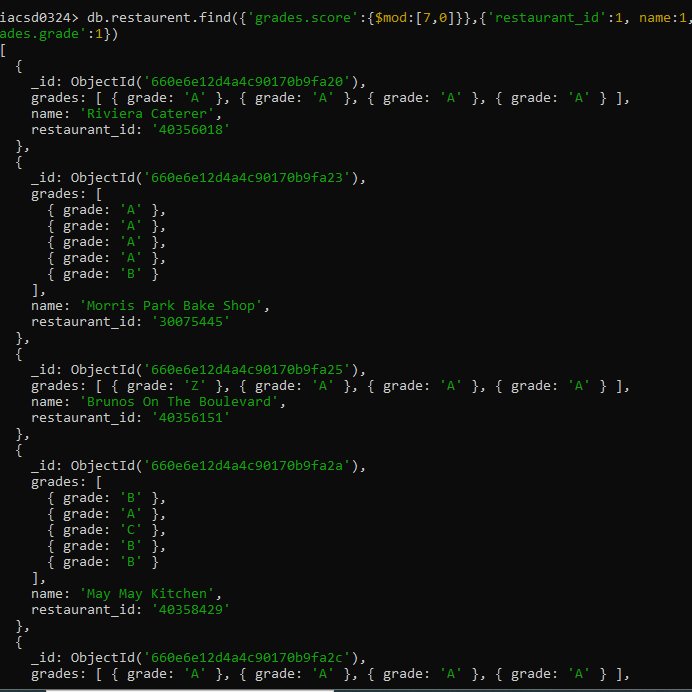 iacsd0324> db.restaurent.find({'grades.score':{$mod:[7,0]}},{'restaurant_id':1, name:1,
ades.grade':1})
[
  {
    _id: ObjectId('660e6e12d4a4c90170b9fa20'),
    grades: [ { grade: 'A' }, { grade: 'A' }, { grade: 'A' }, { grade: 'A' } ],
    name: 'Riviera Caterer',
    restaurant_id: '40356018'
  },
  {
    _id: ObjectId('660e6e12d4a4c90170b9fa23'),
    grades: [
      { grade: 'A' },
      { grade: 'A' },
      { grade: 'A' },
      { grade: 'A' },
      { grade: 'B' }
    ],
    name: 'Morris Park Bake Shop',
    restaurant_id: '30075445'
  },
  {
    _id: ObjectId('660e6e12d4a4c90170b9fa25'),
    grades: [ { grade: 'Z' }, { grade: 'A' }, { grade: 'A' }, { grade: 'A' } ],
    name: 'Brunos On The Boulevard',
    restaurant_id: '40356151'
  },
  {
    _id: ObjectId('660e6e12d4a4c90170b9fa2a'),
    grades: [
      { grade: 'B' },
      { grade: 'A' },
      { grade: 'C' },
      { grade: 'B' },
      { grade: 'B' }
    ],
    name: 'May May Kitchen',
    restaurant_id: '40358429'
  },
  {
    _id: ObjectId('660e6e12d4a4c90170b9fa2c'),
    grades: [ { grade: 'A' }, { grade: 'A' }, { grade: 'A' }, { grade: 'A' } ],